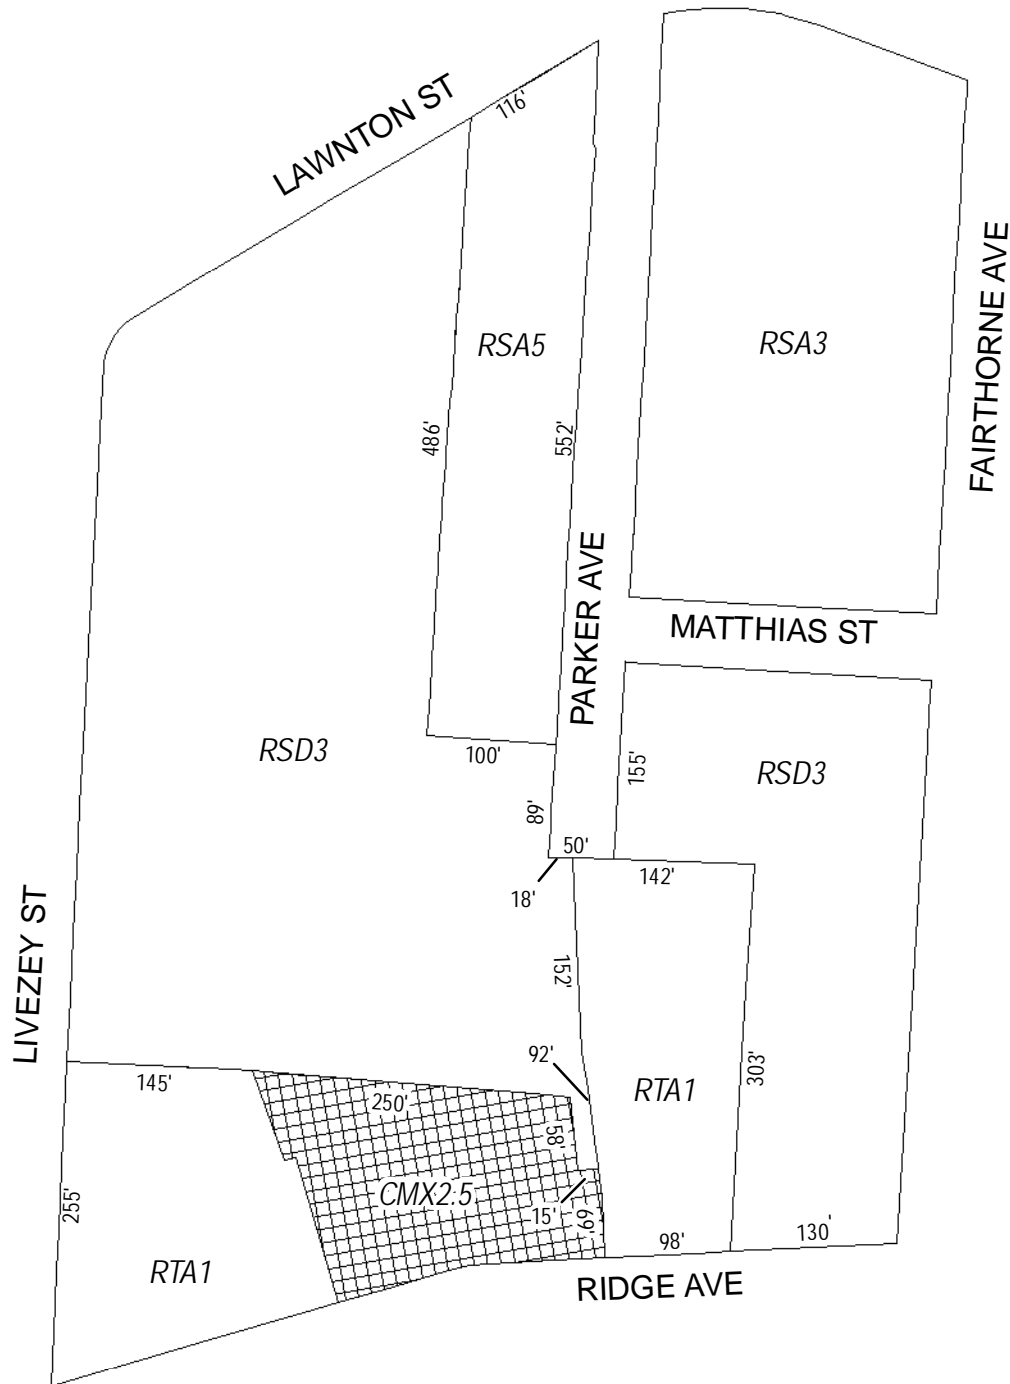 LAWNTON ST
116'
RSA5
RSA3
FAIRTHORNE AVE
486'
552'
PARKER AVE
MATTHIAS ST
RSD3
100'
155'
RSD3
89'
50'
18'
142'
LIVEZEY ST
152'
92'
303'
145'
250'
RTA1
58'
CMX2.5
255'
15'
69'
RTA1
98'
130'
RIDGE AVE